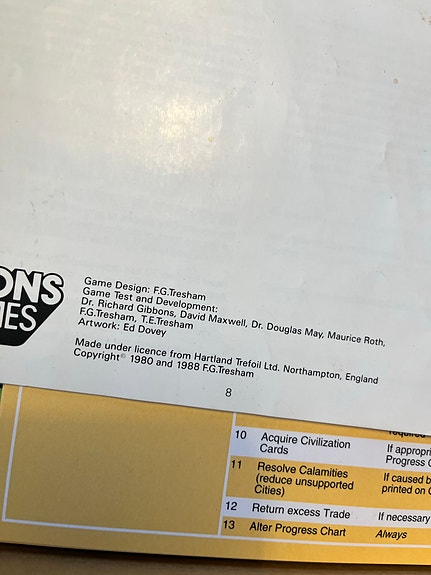 ONS
MES
Game Design: F.G.Tresham
Game Test and Development:
Dr. Richard Gibbons, David Maxwell, Dr. Douglas May, Maurice Roth,
F.G.Tresham, T.E.Tresham
Artwork: Ed Dovey
Made under licence from Hartland Trefoil Ltd. Northampton, England
Copyright© 1980 and 1988 F.G.Tresham
8
required
10 Acquire Civilization If appropri
Cards Progress C
11 Resolve Calamities If caused b
(reduce unsupported printed on C
Cities)
12 Return excess Trade If necessary
13 Alter Progress Chart Always